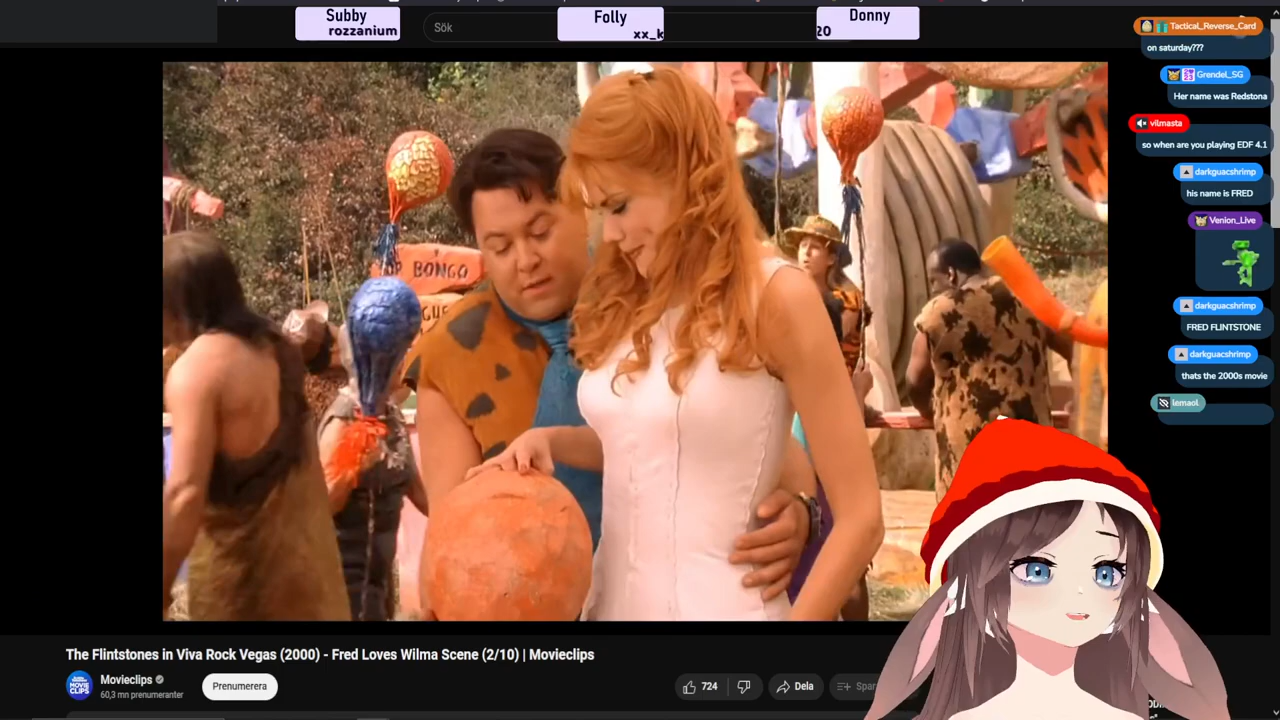 Subby
rozzanium
Sök
Folly
xx_k
Donny
20
Tactical_Reverse_Card
on saturday???
Grendel_SG
Her name was Redstona
vilmasta
so when are you playing EDF 4.1
darkguacshrimp
his name is FRED
Venion_Live
darkguacshrimp
FRED FLINTSTONE
darkguacshrimp
thats the 2000s movie
lemaol
BONGO
The Flintstones in Viva Rock Vegas (2000) - Fred Loves Wilma Scene (2/10) | Movieclips
MOVIE
CLIPS
Movieclips
60,3 mn prenumeranter
Prenumerera
724
Dela
Spar